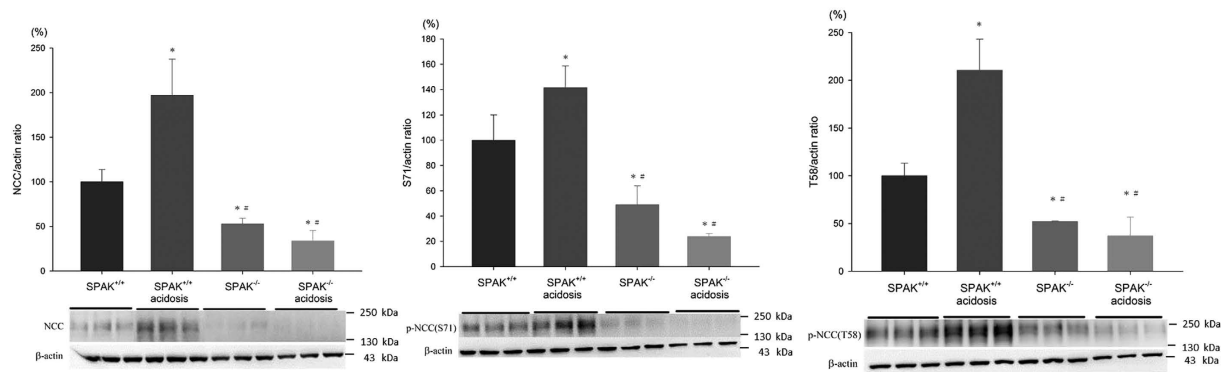 (%)
250
200
150
100
50
0
NCC/actin ratio
*
* #
* #
SPAK+/+
SPAK+/+ acidosis
SPAK-/-
SPAK-/- acidosis
NCC
250 kDa
130 kDa
β-actin
43 kDa
(%)
180
160
140
120
100
80
60
40
20
0
S71/actin ratio
*
* #
* #
SPAK+/+
SPAK+/+ acidosis
SPAK-/-
SPAK-/- acidosis
p-NCC(S71)
250 kDa
130 kDa
β-actin
43 kDa
(%)
250
200
150
100
50
0
T58/actin ratio
*
* #
* #
SPAK+/+
SPAK+/+ acidosis
SPAK-/-
SPAK-/- acidosis
p-NCC(T58)
250 kDa
130 kDa
β-actin
43 kDa